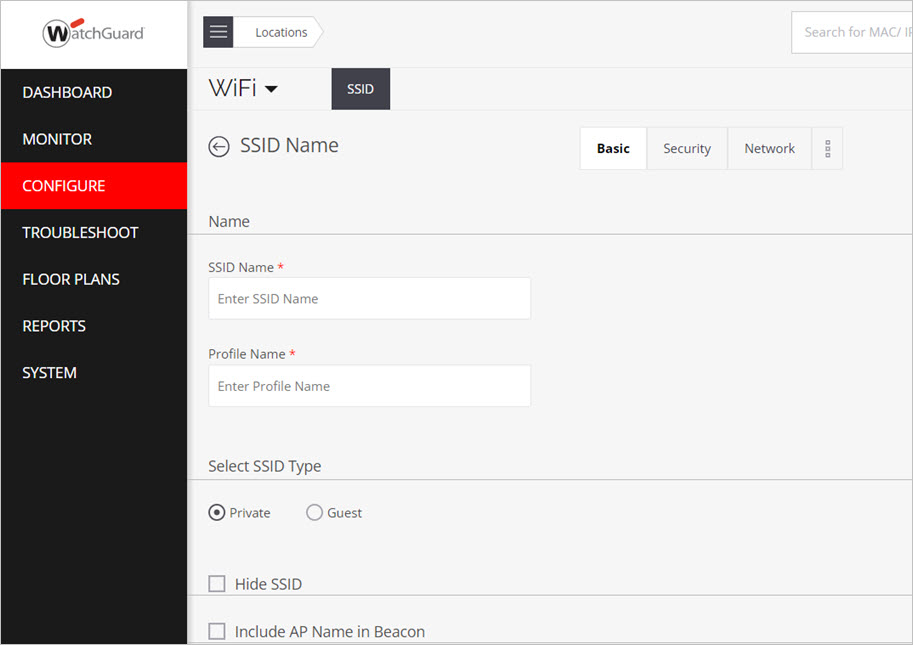 WatchGuard
Locations
Search for MAC/ IP
WiFi
SSID
DASHBOARD
MONITOR
CONFIGURE
TROUBLESHOOT
FLOOR PLANS
REPORTS
SYSTEM
SSID Name
Basic
Security
Network
Name
SSID Name *
Enter SSID Name
Profile Name *
Enter Profile Name
Select SSID Type
Private
Guest
Hide SSID
Include AP Name in Beacon